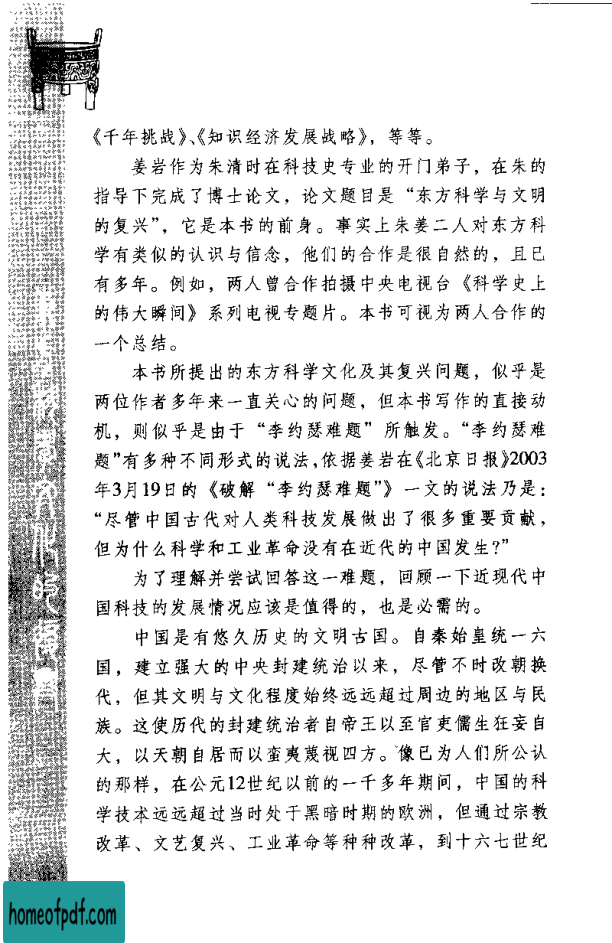 《千年挑战》、《知识经济发展战略》，等等。
姜岩作为朱清时在科技史专业的开门弟子，在朱的
指导下完成了博士论文，论文题目是“东方科学与文明
的复兴”，它是本书的前身。事实上朱姜二人对东方科
学有类似的认识与信念，他们的合作是很自然的，且已
有多年。例如，两人曾合作拍摄中央电视台《科学史上
的伟大瞬间》系列电视专题片。本书可视为两人合作的
一个总结。
本书所提出的东方科学文化及其复兴问题，似乎是
两位作者多年来一直关心的问题，但本书写作的直接动
机，则似乎是由于“李约瑟难题”所触发。“李约瑟难
题”有多种不同形式的说法，依据姜岩在《北京日报》2003
年3月19日的《破解“李约瑟难题”》一文的说法乃是：
“尽管中国古代对人类科技发展做出了很多重要贡献，
但为什么科学和工业革命没有在近代的中国发生？”
为了理解并尝试回答这一难题，回顾一下近现代中
国科技的发展情况应该是值得的，也是必需的。
中国是有悠久历史的文明古国。自秦始皇统一六
国，建立强大的中央封建统治以来，尽管不时改朝换
代，但其文明与文化程度始终远远超过周边的地区与民
族。这使历代的封建统治者自帝王以至官吏儒生狂妄自
大，以天朝自居而以蛮夷蔑视四方。像已为人们所公认
的那样，在公元12世纪以前的一千多年期间，中国的科
学技术远远超过当时处于黑暗时期的欧洲，但通过宗教
改革、文艺复兴、工业革命等种种改革，到十六七世纪
homeofpdf.com